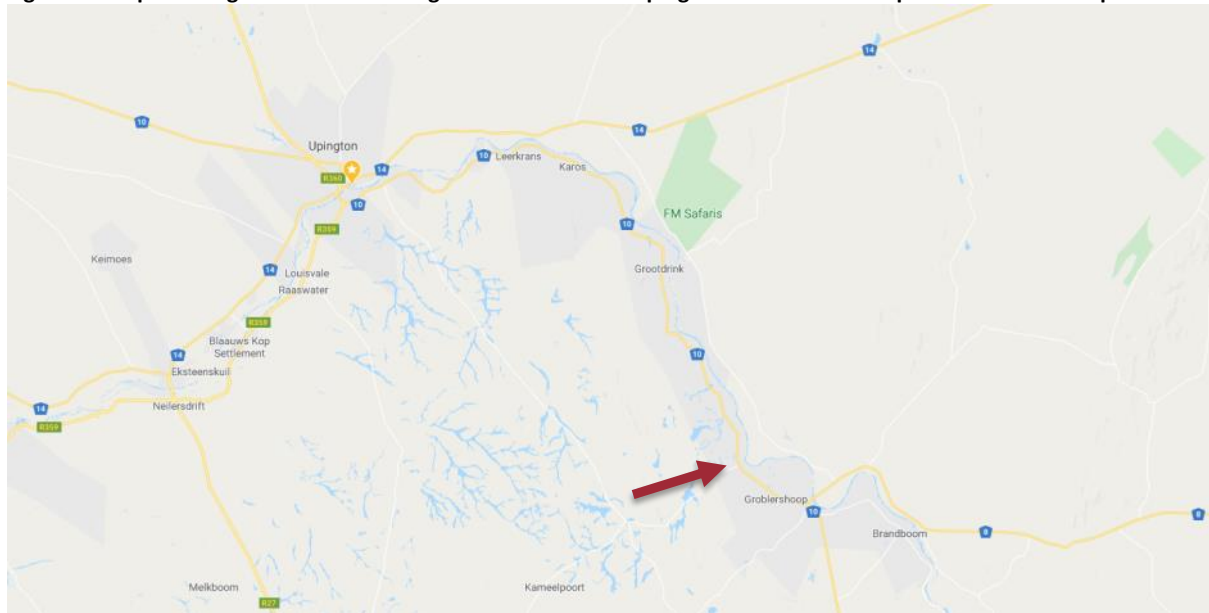 14
10
14
Upington
10
Leerkrans
14
Karos
R360
10
FM Safaris
10
R359
Keimoes
14
Louisvale
Grootdrink
Raaswater
R359
Blaauws Kop
Settlement
14
10
Eksteenskuil
Neilersdrift
14
R359
Groblershoop
10
8
Brandboom
8
Melkboom
Kameelpoort
R27